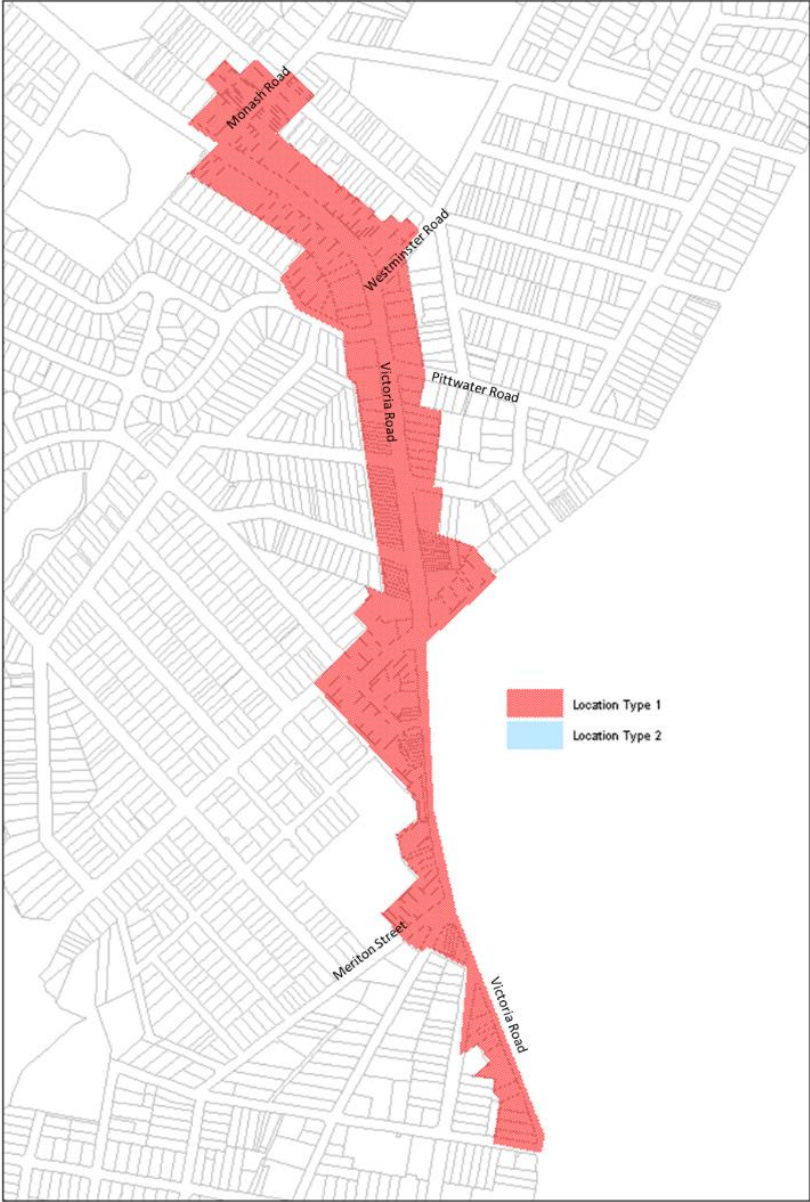 Monash Road
Westminster Road
Victoria Road
Pittwater Road
Location Type 1
Location Type 2
Meriton Street
Victoria Road